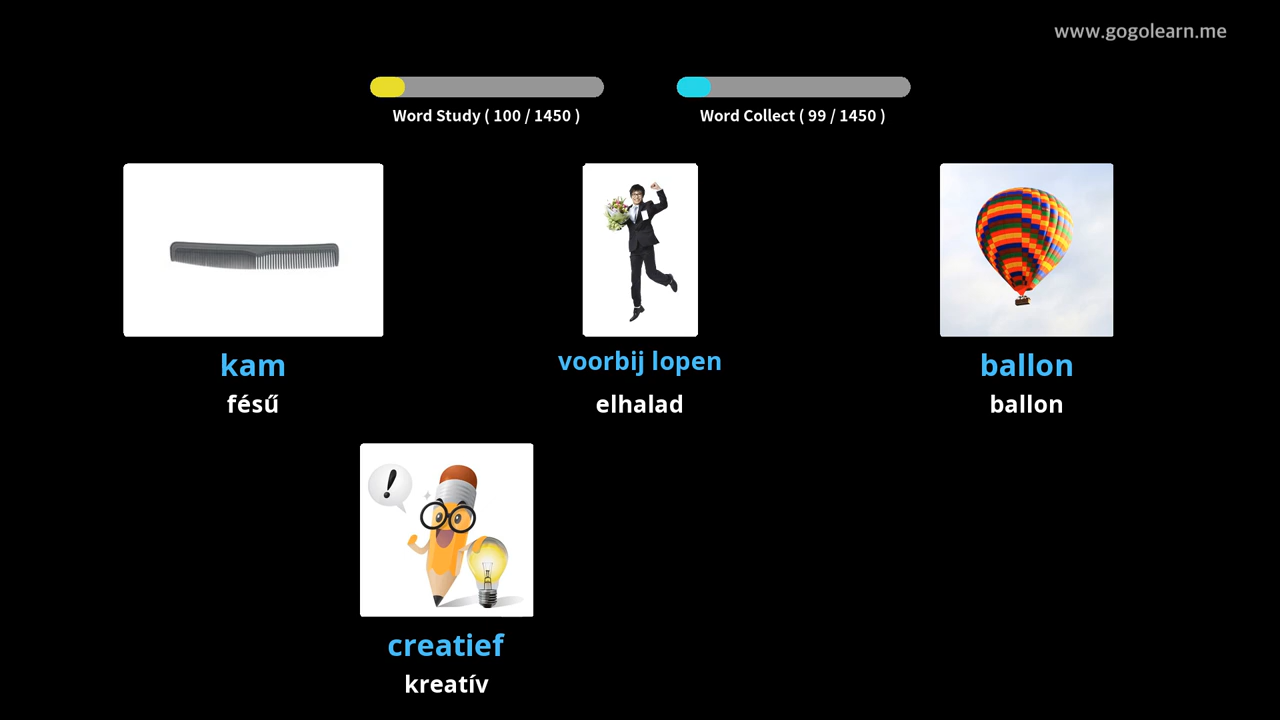 www.gogolearn.me
Word Study ( 100 / 1450 )
Word Collect ( 99 / 1450 )
kam
fésű
voorbij lopen
elhalad
ballon
ballon
!
creatief
kreatív